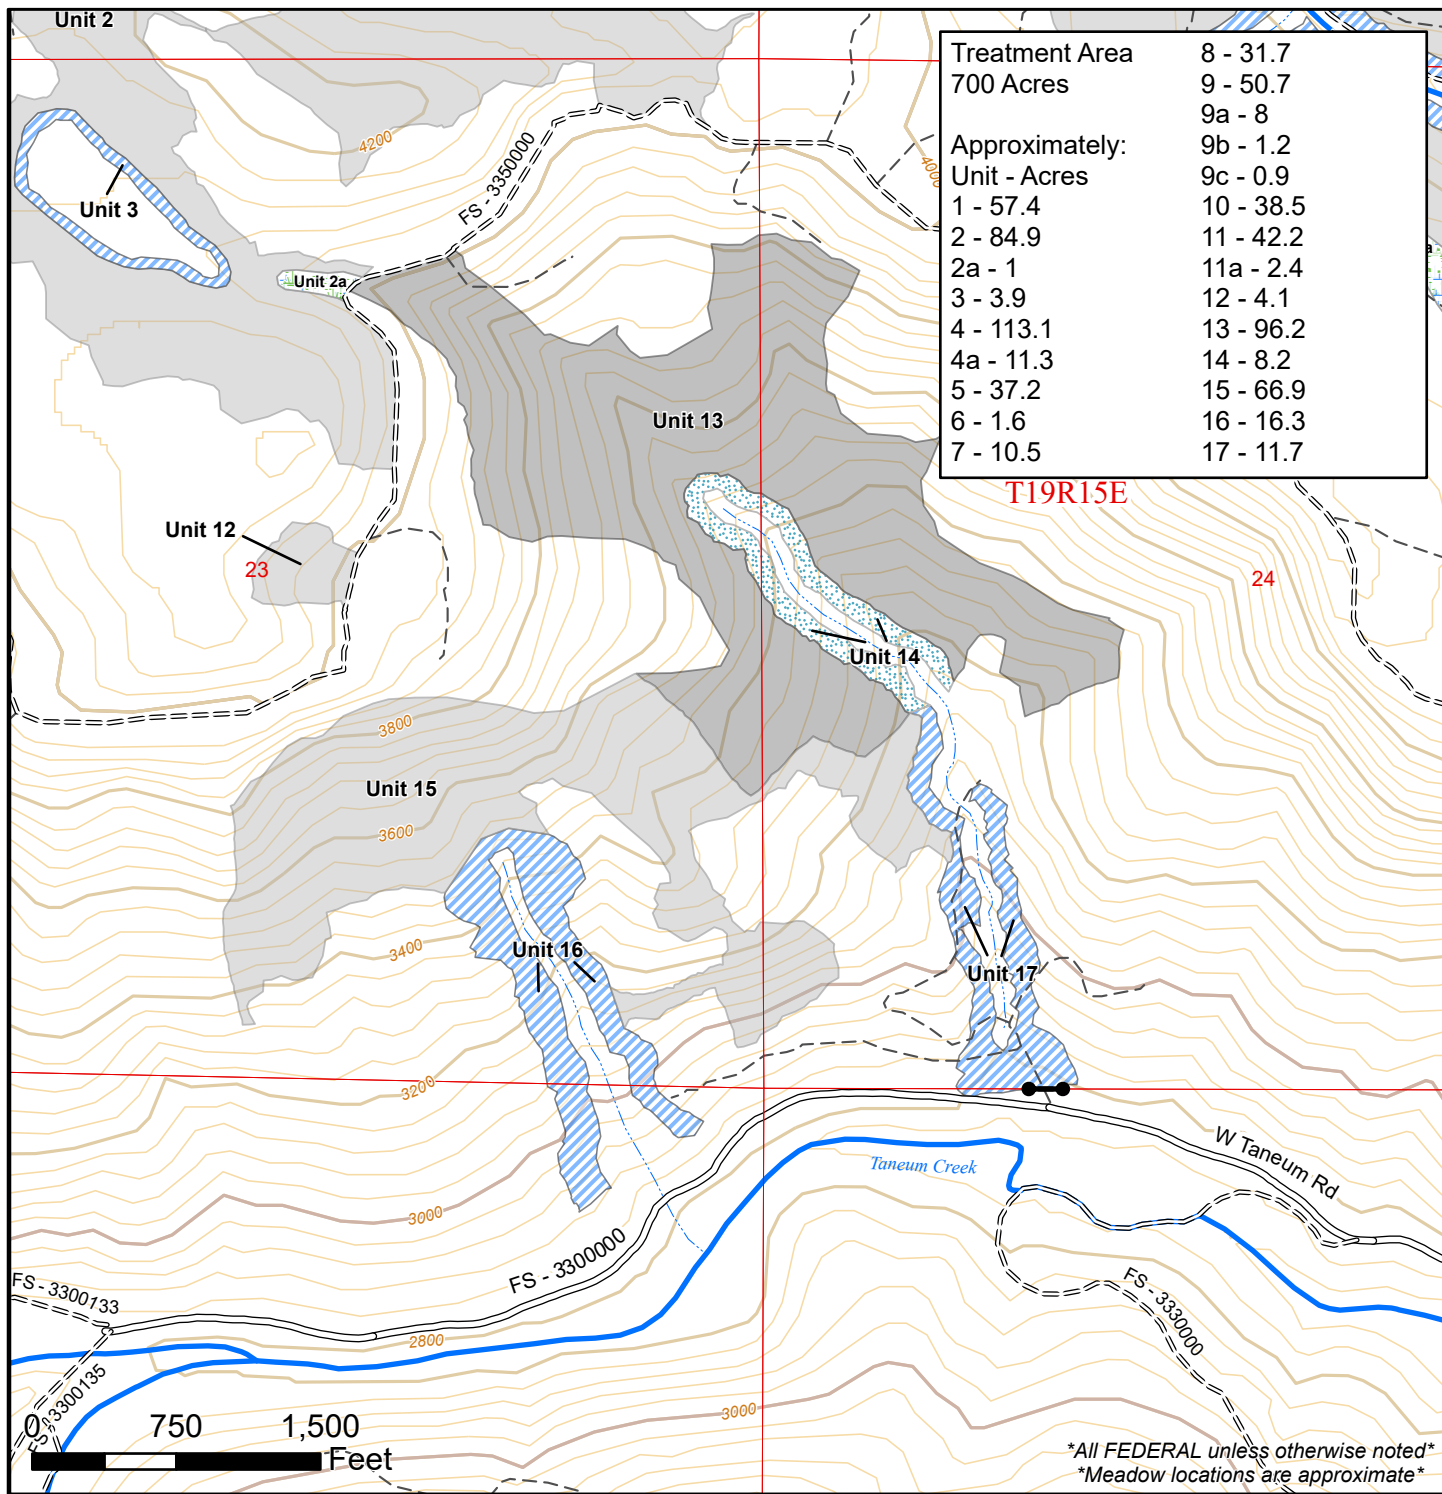 Unit 2
Treatment Area
700 Acres
Approximately:
Unit - Acres
1 - 57.4
2 - 84.9
2a - 1
3 - 3.9
4 - 113.1
4a - 11.3
5 - 37.2
6 - 1.6
7 - 10.5
8 - 31.7
9 - 50.7
9a - 8
9b - 1.2
9c - 0.9
10 - 38.5
11 - 42.2
11a - 2.4
12 - 4.1
13 - 96.2
14 - 8.2
15 - 66.9
16 - 16.3
17 - 11.7
4200
FS - 3350000
4000
Unit 3
Unit 2a
Unit 13
T19R15E
Unit 12
23
24
Unit 14
3800
Unit 15
3600
3400
Unit 16
Unit 17
3200
W Taneum Rd
Taneum Creek
3000
FS - 3300000
FS - 3300133
FS - 3330000
2800
FS - 3300135
3000
0 750 1,500
Feet
*All FEDERAL unless otherwise noted*
*Meadow locations are approximate*